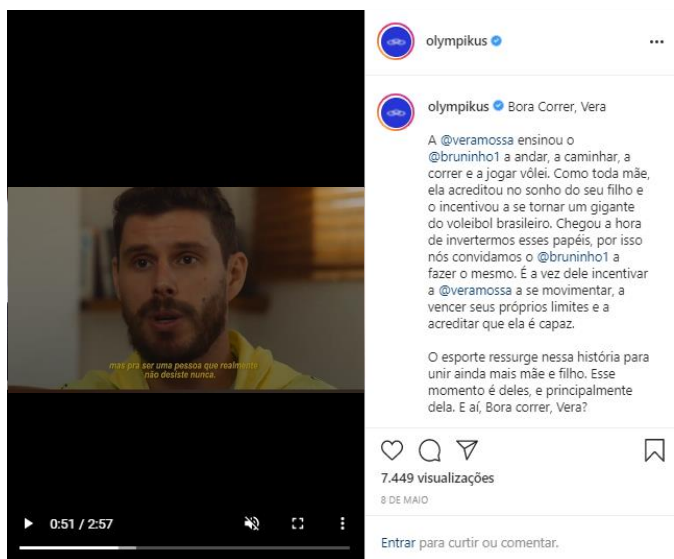 olympikus
olympikus Bora Correr, Vera
A @veramossa ensinou o
@bruninho1 a andar, a caminhar, a
correr e a jogar vôlei. Como toda mãe,
ela acreditou no sonho do seu filho e
o incentivou a se tornar um gigante
do voleibol brasileiro. Chegou a hora
de invertermos esses papéis, por isso
nós convidamos o @bruninho1 a
fazer o mesmo. É a vez dele incentivar
a @veramossa a se movimentar, a
vencer seus próprios limites e a
acreditar que ela é capaz.
O esporte ressurge nessa história para
unir ainda mais mãe e filho. Esse
momento é deles, e principalmente
dela. E aí, Bora correr, Vera?
mas pra ser uma pessoa que realmente
não desiste nunca.
0:51 / 2:57
7.449 visualizações
8 DE MAIO
Entrar para curtir ou comentar.